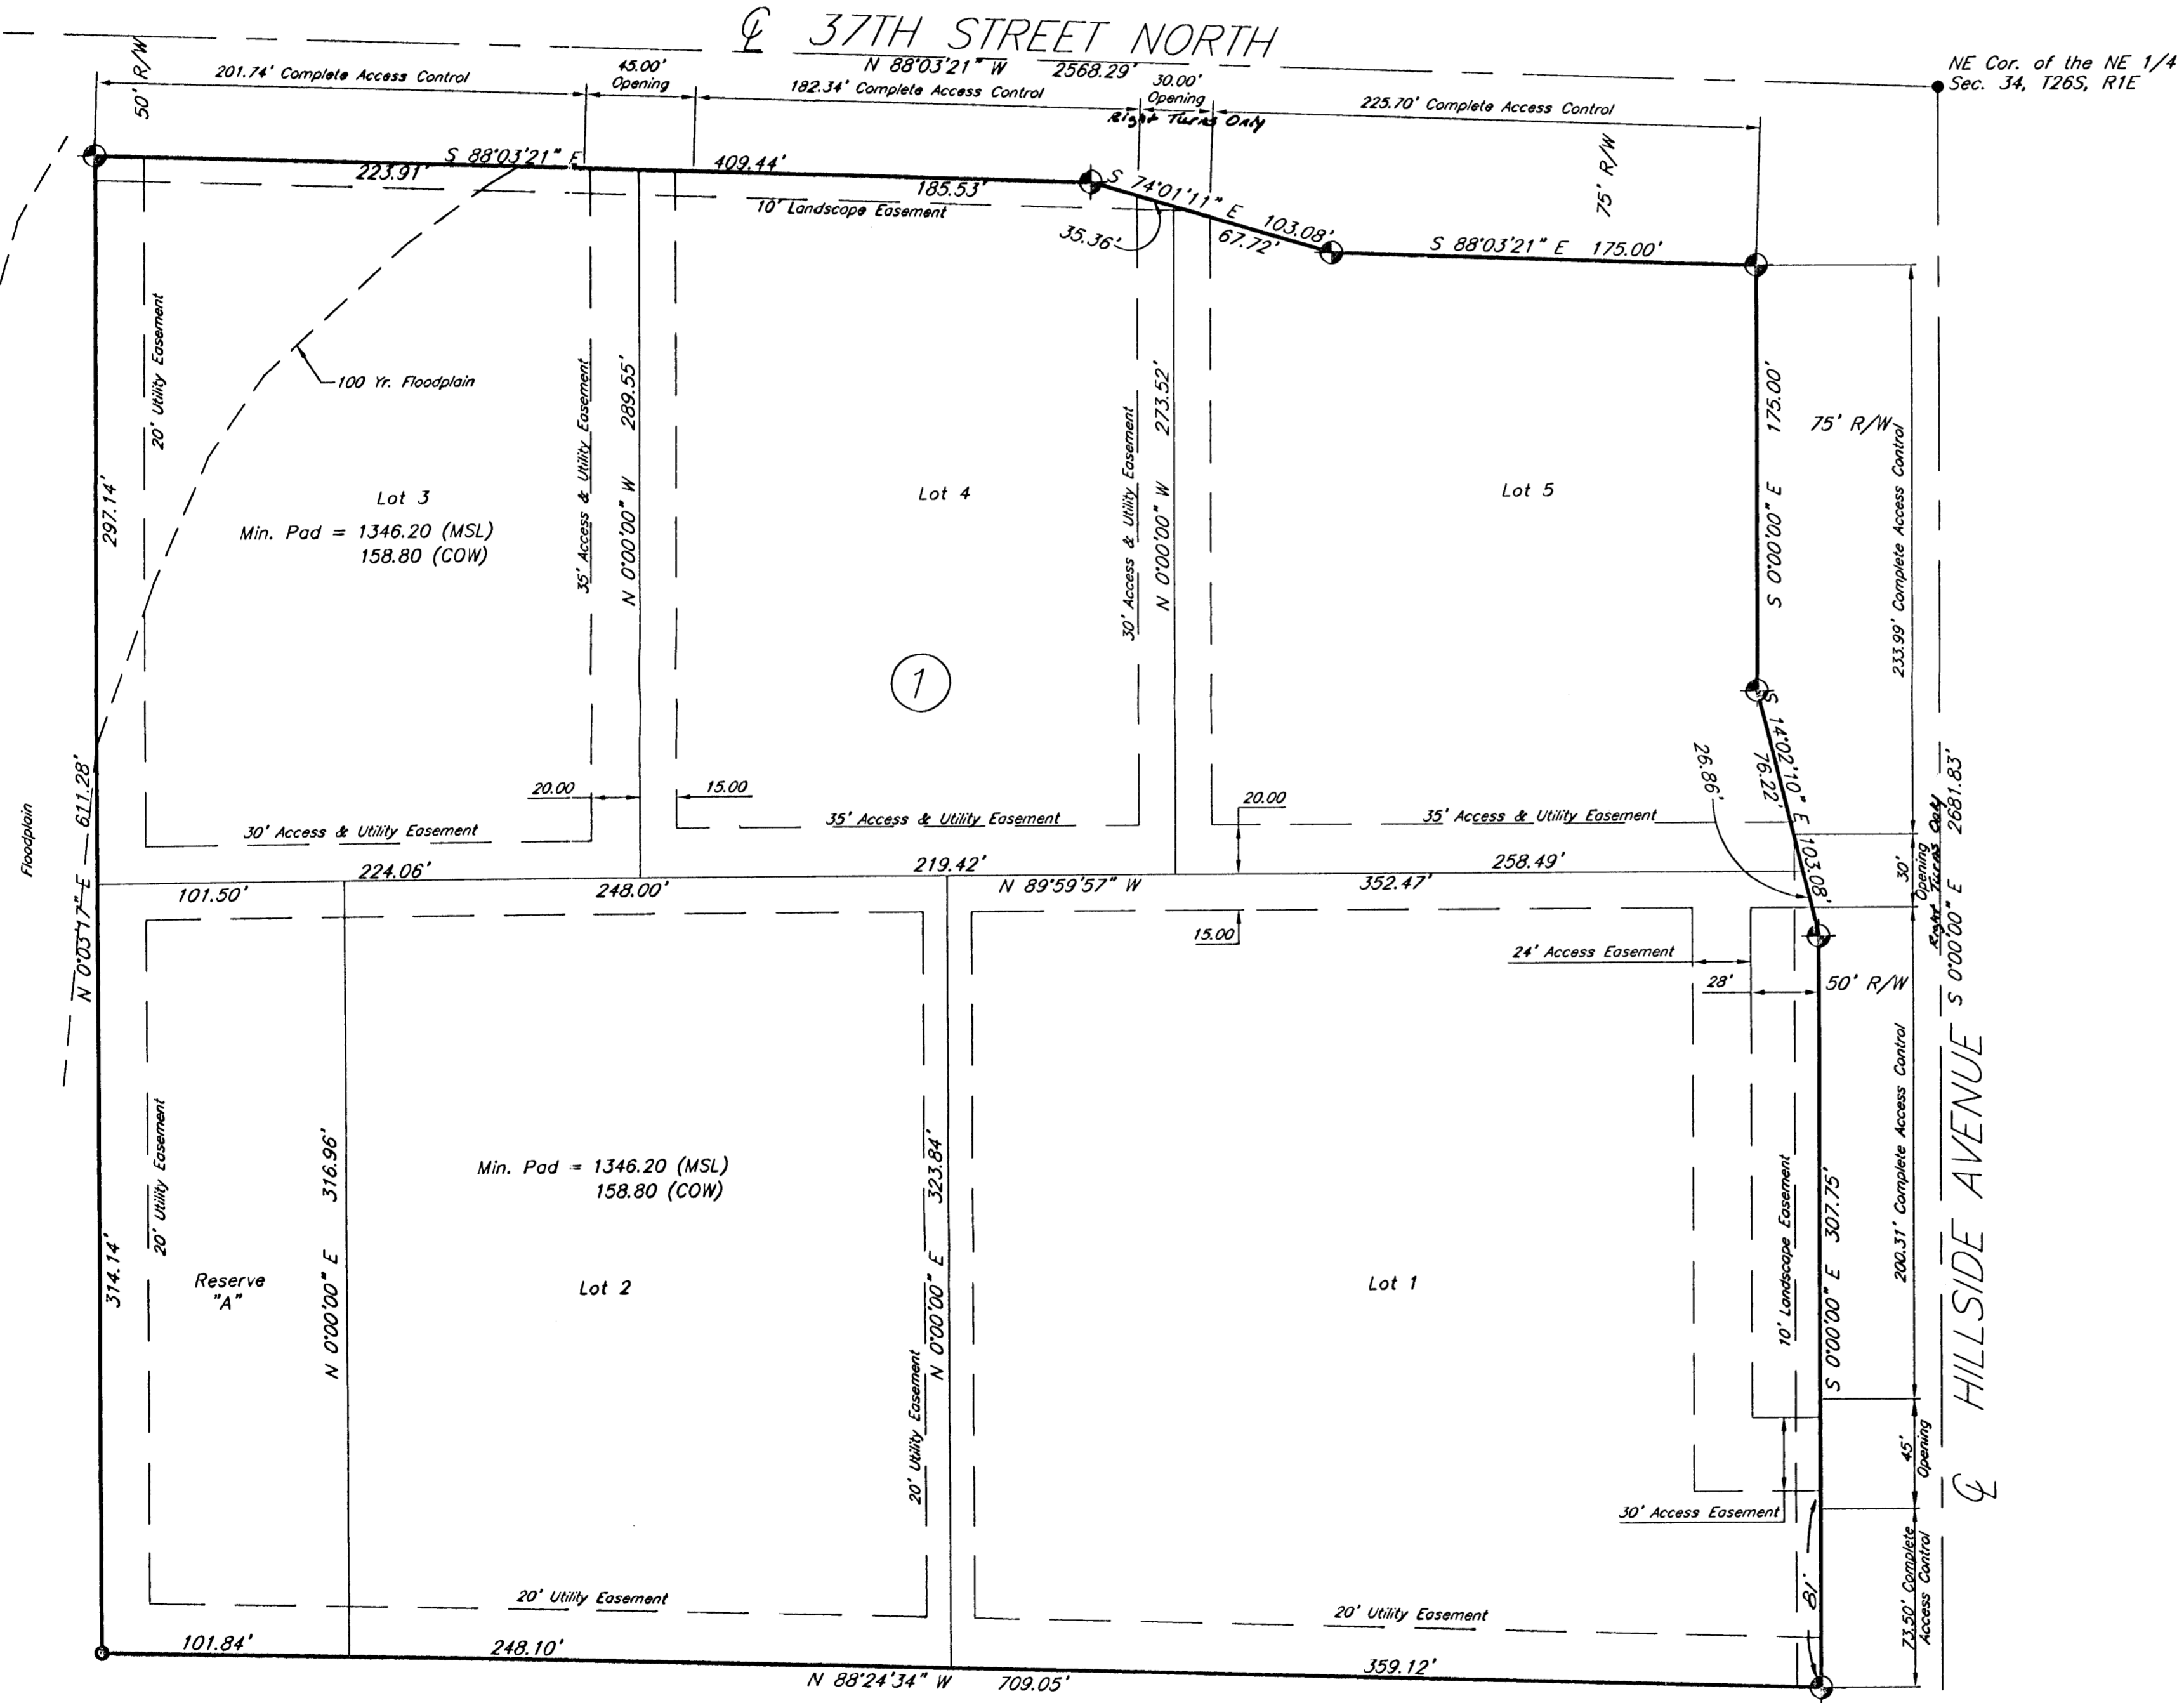 ℄ 37TH STREET NORTH
N 88°03'21" W 2568.29'
NE Cor. of the NE 1/4
Sec. 34, T26S, R1E
50' R/W
201.74' Complete Access Control
45.00'
Opening
182.34' Complete Access Control
30.00'
Opening
Right Turns Only
225.70' Complete Access Control
75' R/W
S 88°03'21" E 409.44'
223.91'
185.53'
10' Landscape Easement
S 74°01'11" E 103.08'
35.36'
67.72'
S 88°03'21" E 175.00'
20' Utility Easement
100 Yr. Floodplain
297.14'
Lot 3
Min. Pad = 1346.20 (MSL)
158.80 (COW)
35' Access & Utility Easement
N 0°00'00" W 289.55'
Lot 4
30' Access & Utility Easement
N 0°00'00" W 273.52'
Lot 5
S 0°00'00" E 175.00'
75' R/W
233.99' Complete Access Control
1
S 14°02'10" E 103.08'
76.22'
26.86'
Floodplain
N 0°03'17" E 611.28'
20.00
15.00
20.00
30' Access & Utility Easement
35' Access & Utility Easement
35' Access & Utility Easement
30'
Opening
Right Turns Only
S 0°00'00" E 2681.83'
224.06'
219.42'
258.49'
101.50'
248.00'
N 89°59'57" W
352.47'
15.00
24' Access Easement
28'
50' R/W
20' Utility Easement
314.14'
Reserve
"A"
N 0°00'00" E 316.96'
Min. Pad = 1346.20 (MSL)
158.80 (COW)
Lot 2
20' Utility Easement
N 0°00'00" E 323.84'
Lot 1
10' Landscape Easement
S 0°00'00" E 307.75'
200.31' Complete Access Control
℄ HILLSIDE AVENUE
45'
Opening
30' Access Easement
81'
73.50' Complete
Access Control
20' Utility Easement
20' Utility Easement
101.84'
248.10'
359.12'
N 88°24'34" W 709.05'